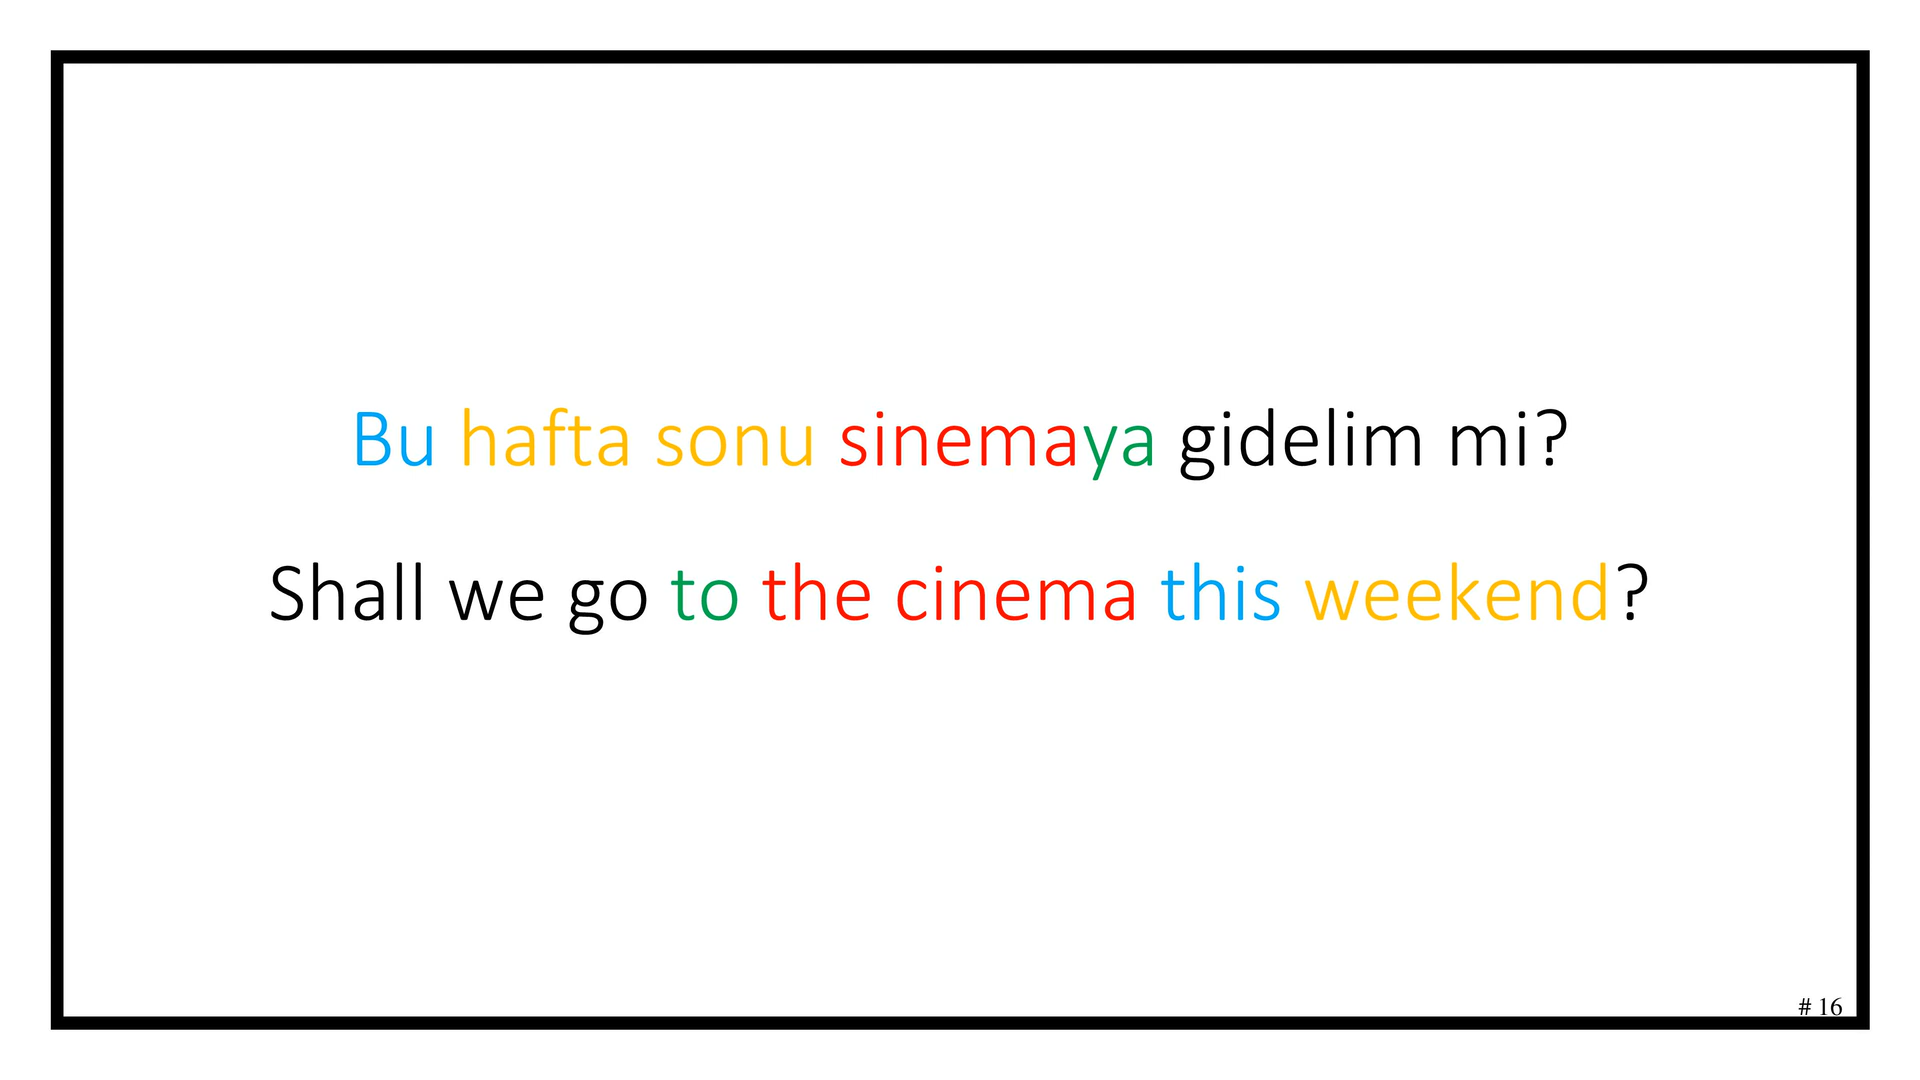 Bu hafta sonu sinemaya gidelim mi?
Shall we go to the cinema this weekend?
# 16